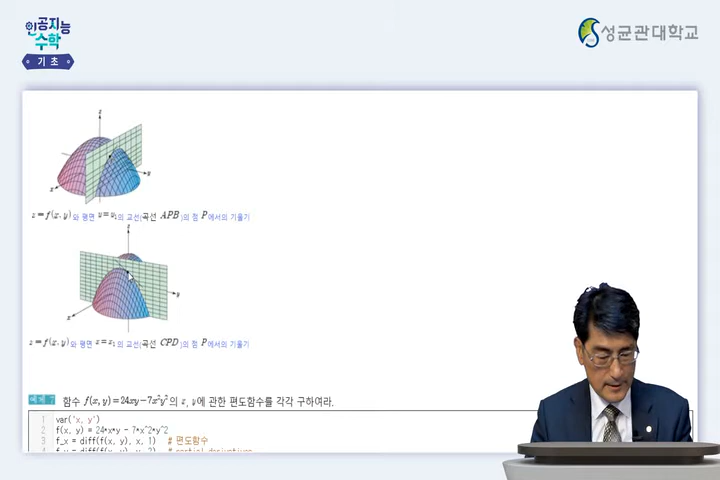 인공지능
수학
기초
성균관대학교
z
x
y
z=f(x, y)와 평면 y=y₁의 교선(곡선 APB)의 점 P에서의 기울기
z
x
y
z=f(x, y)와 평면 x=x₁의 교선(곡선 CPD)의 점 P에서의 기울기
예제 7 함수 f(x, y)=24xy−7x²y²의 x, y에 관한 편도함수를 각각 구하여라.
1 var('x, y')
2 f(x, y) = 24*x*y - 7*x^2*y^2
3 f_x = diff(f(x, y), x, 1) # 편도함수